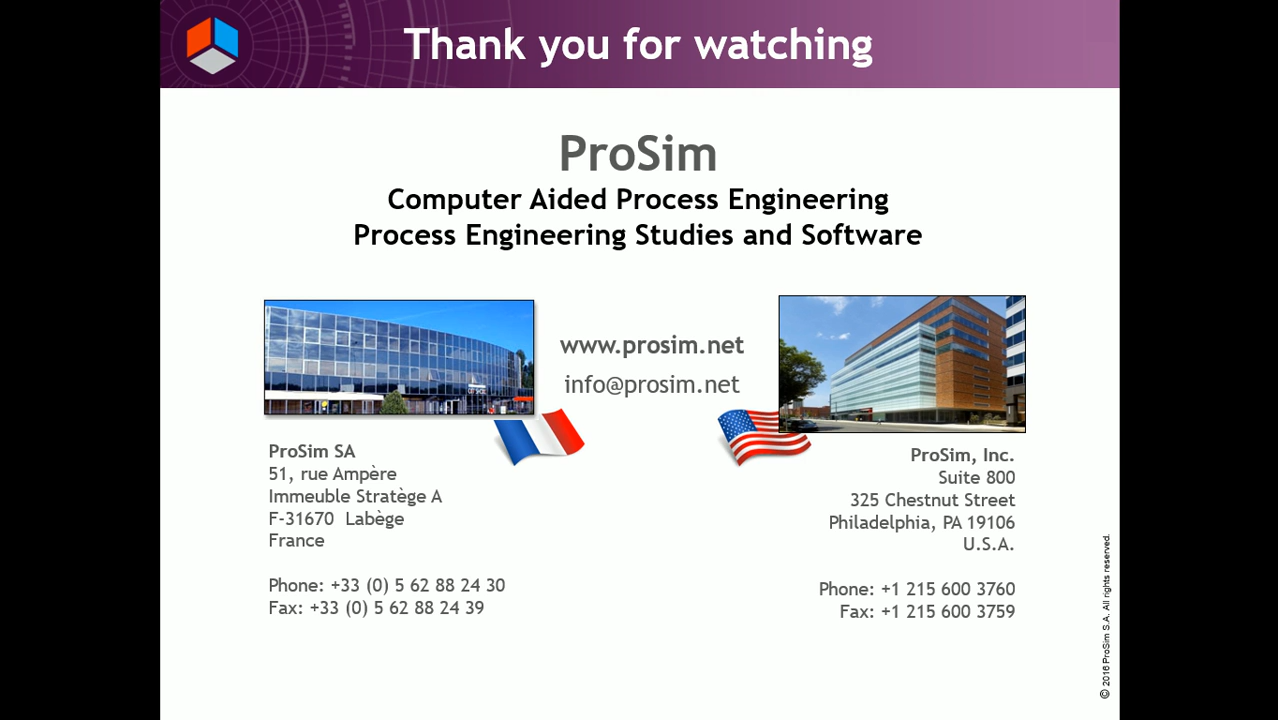 Thank you for watching
ProSim
Computer Aided Process Engineering
Process Engineering Studies and Software
www.prosim.net
info@prosim.net
ProSim SA
51, rue Ampère
Immeuble Stratège A
F-31670 Labège
France
Phone: +33 (0) 5 62 88 24 30
Fax: +33 (0) 5 62 88 24 39
ProSim, Inc.
Suite 800
325 Chestnut Street
Philadelphia, PA 19106
U.S.A.
Phone: +1 215 600 3760
Fax: +1 215 600 3759
© 2016 ProSim S.A. All rights reserved.